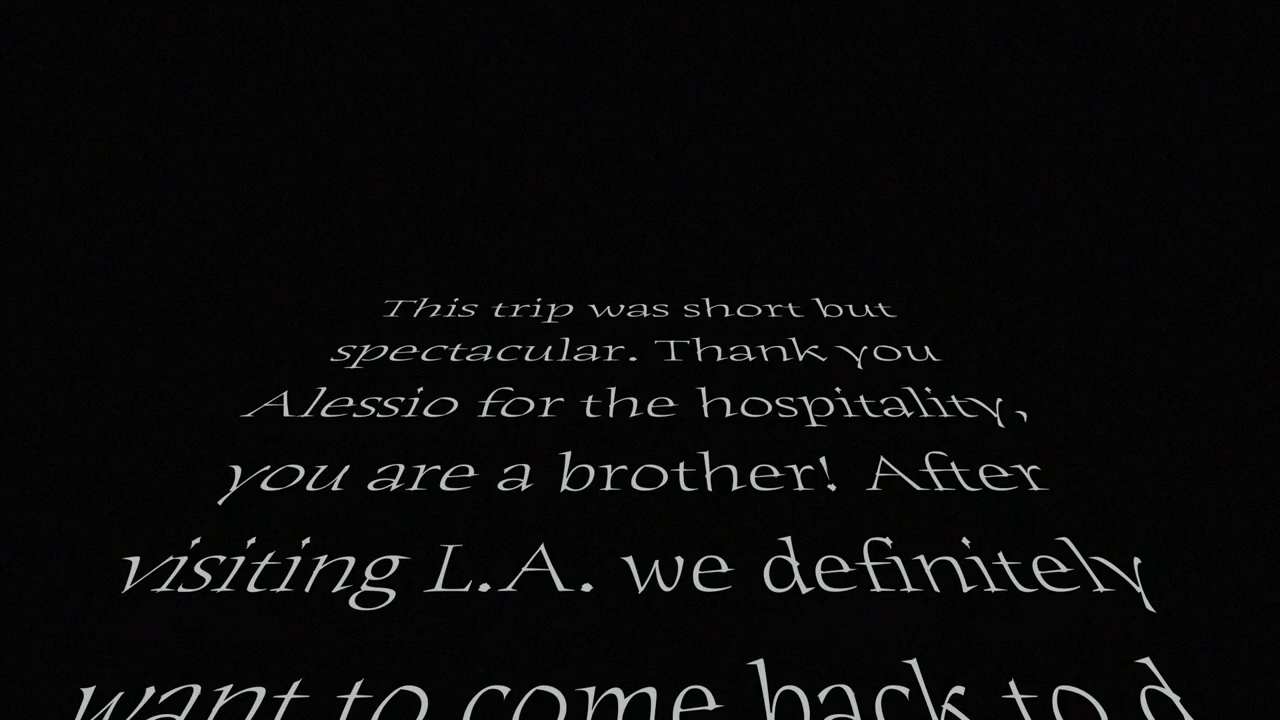 This trip was short but
spectacular. Thank you
Alessio for the hospitality,
you are a brother! After
visiting L.A. we definitely
want to come back to d